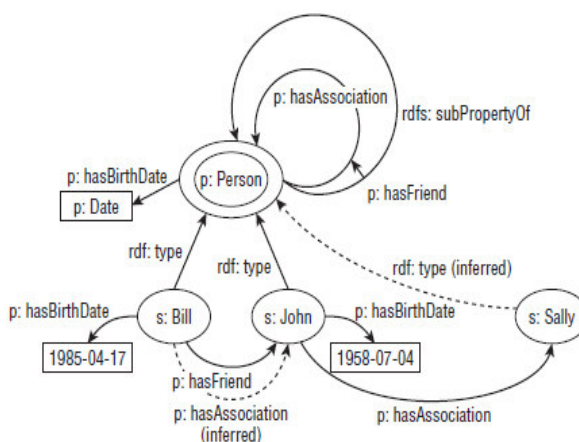 p: hasAssociation
rdfs: subPropertyOf
p: hasBirthDate
p: Person
p: hasFriend
p: Date
rdf: type
rdf: type
rdf: type (inferred)
p: hasBirthDate
s: Bill
s: John
p: hasBirthDate
s: Sally
1985-04-17
1958-07-04
p: hasFriend
p: hasAssociation
(inferred)
p: hasAssociation